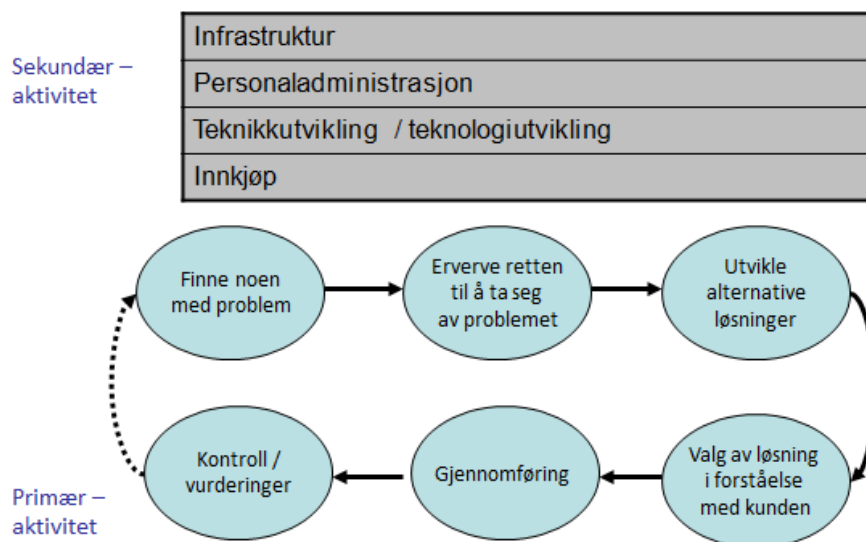 Sekundær –
aktivitet
Infrastruktur
Personaladministrasjon
Teknikkutvikling / teknologiutvikling
Innkjøp
Finne noen
med problem
Erverve retten
til å ta seg
av problemet
Utvikle
alternative
løsninger
Kontroll /
vurderinger
Gjennomføring
Valg av løsning
i forståelse
med kunden
Primær –
aktivitet